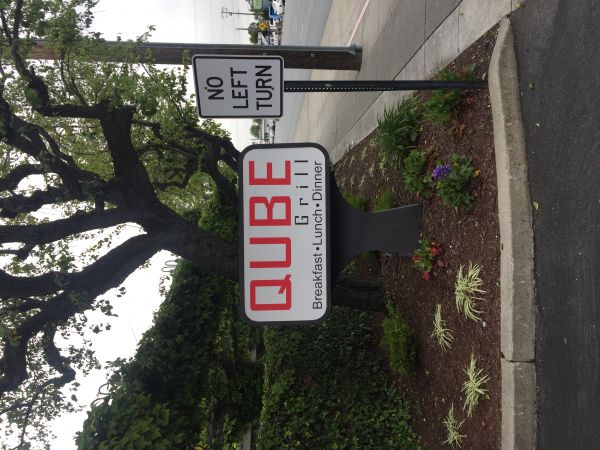 NO
LEFT
TURN
QUBE
Grill
Breakfast•Lunch•Dinner